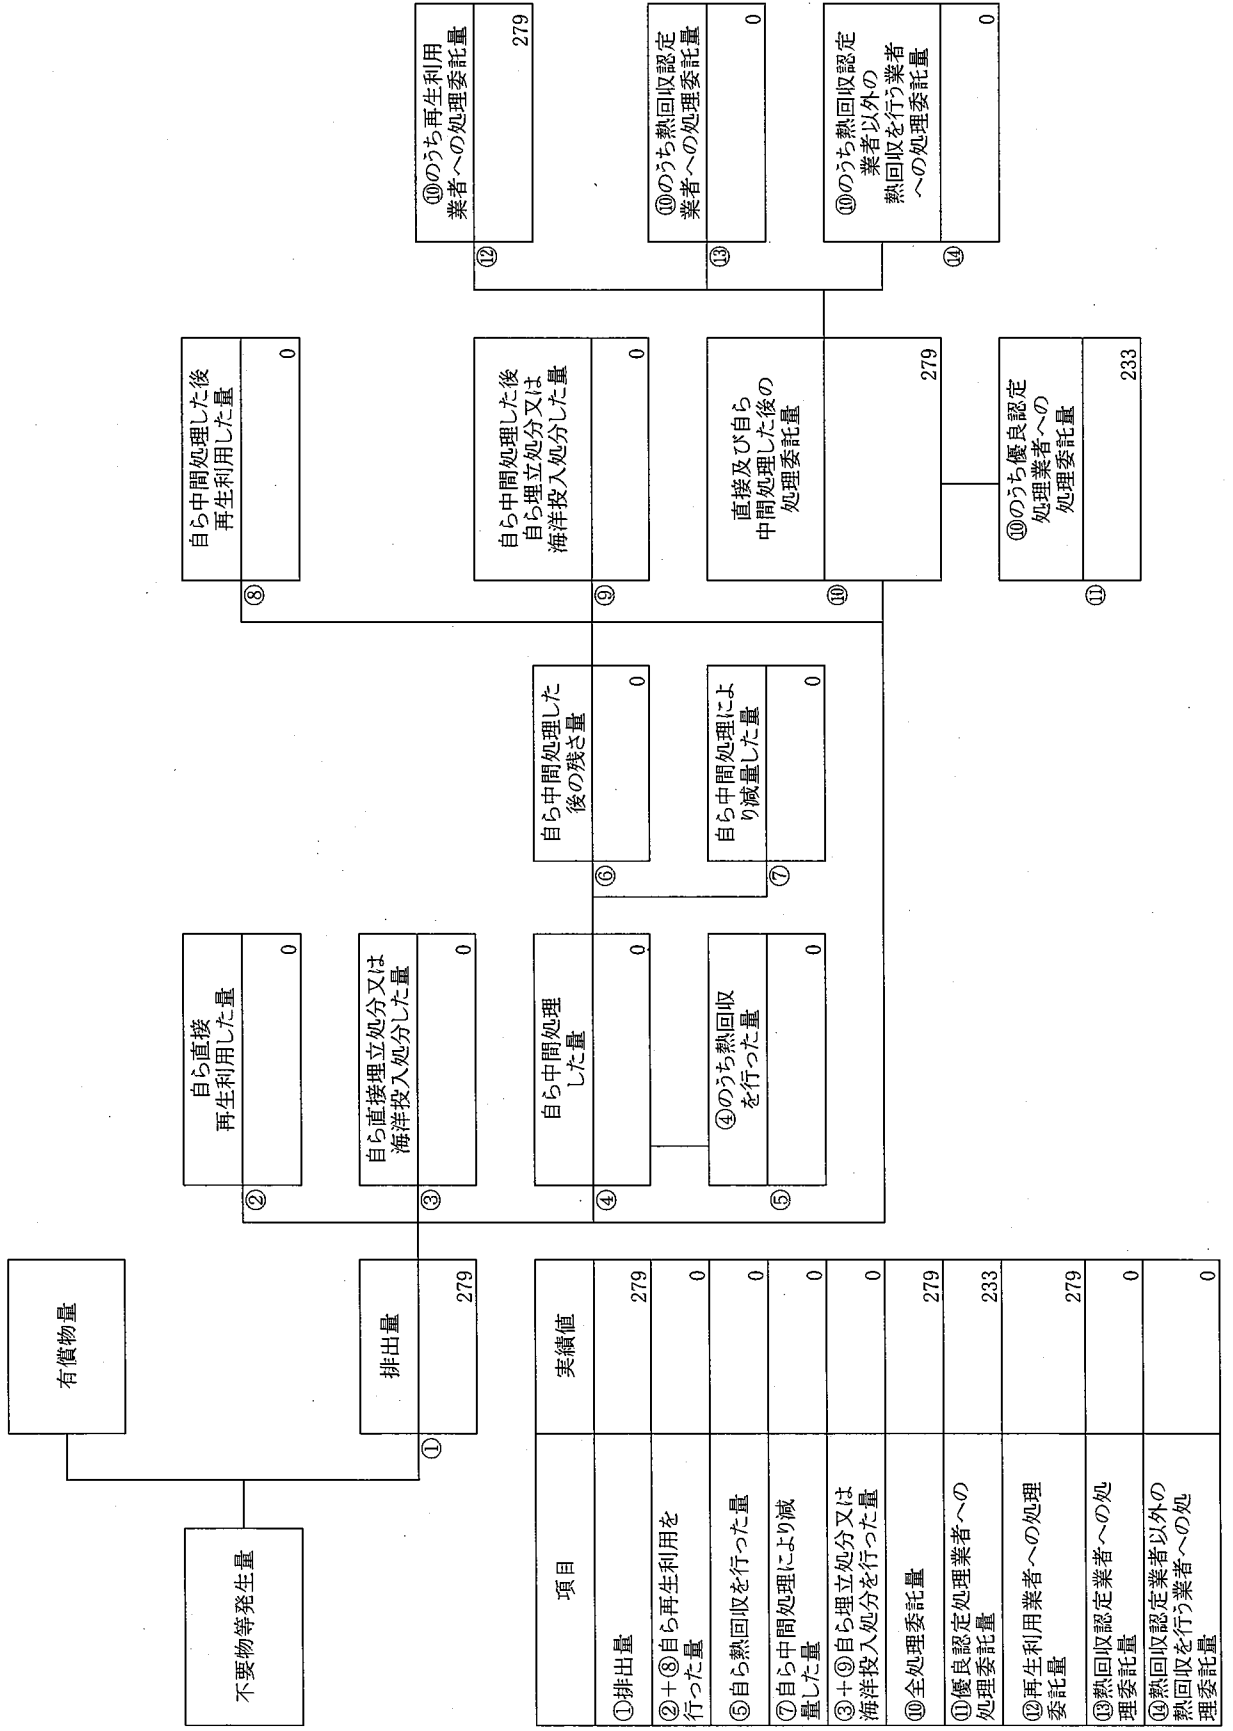 不要物等発生量
有償物量
排出量
①
279
自ら直接
再生利用した量
②
0
自ら直接埋立処分又は
海洋投入処分した量
③
0
自ら中間処理
した量
④
0
④のうち熱回収
を行った量
⑤
0
自ら中間処理した
後の残さ量
⑥
0
自ら中間処理によ
り減量した量
⑦
0
自ら中間処理した後
再生利用した量
⑧
0
自ら中間処理した後
自ら埋立処分又は
海洋投入処分した量
⑨
0
直接及び自ら
中間処理した後の
処理委託量
⑩
279
⑩のうち優良認定
処理業者への
処理委託量
⑪
233
⑩のうち再生利用
業者への処理委託量
⑫
279
⑩のうち熱回収認定
業者への処理委託量
⑬
0
⑩のうち熱回収認定
業者以外の
熱回収を行う業者
への処理委託量
⑭
0
項目 実績値
①排出量 279
②+⑧自ら再生利用を
行った量 0
⑤自ら熱回収を行った量 0
⑦自ら中間処理により減
量した量 0
③+⑨自ら埋立処分又は
海洋投入処分を行った量 0
⑩全処理委託量 279
⑪優良認定処理業者への
処理委託量 233
⑫再生利用業者への処理
委託量 279
⑬熱回収認定業者への処
理委託量 0
⑭熱回収認定業者以外の
熱回収を行う業者への処
理委託量 0